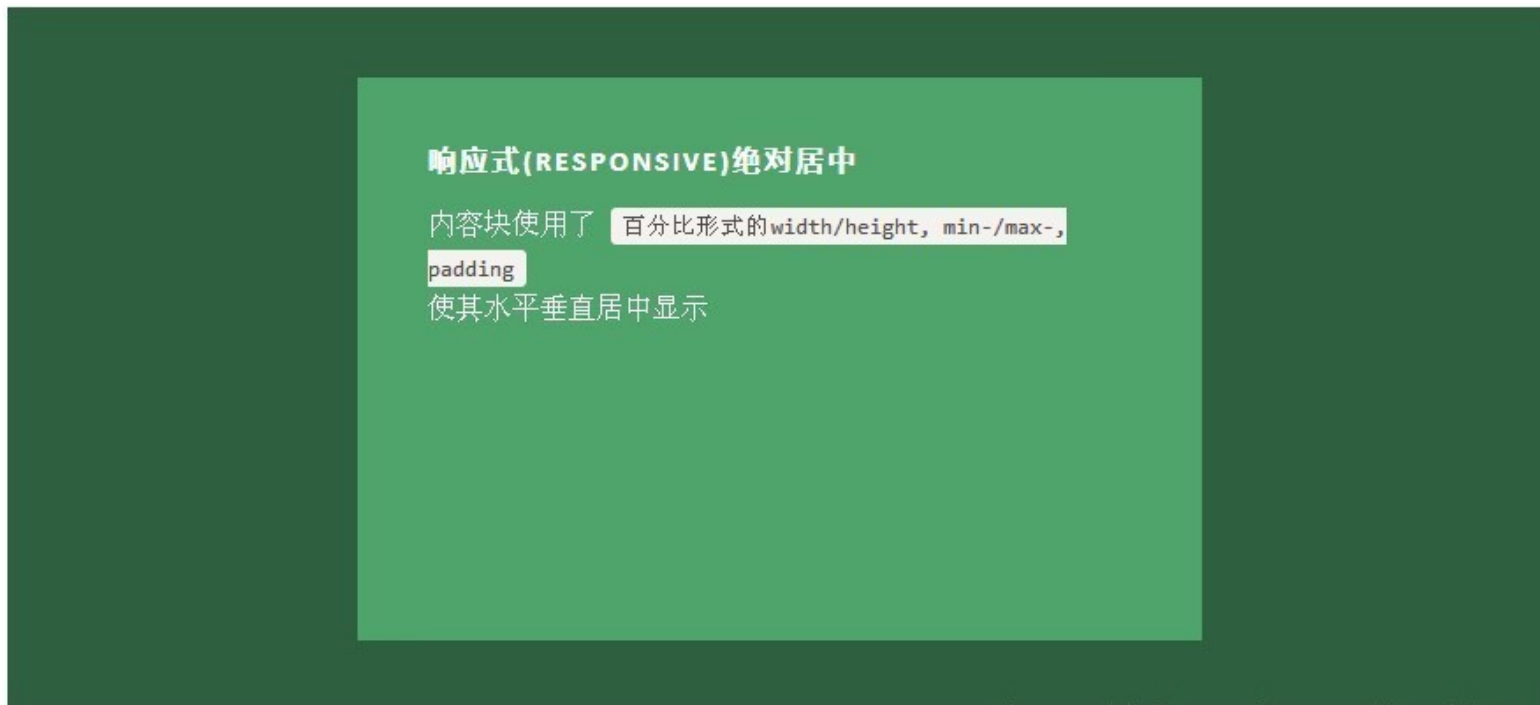 响应式(RESPONSIVE)绝对居中
内容块使用了 百分比形式的width/height, min-/max-,
padding
使其水平垂直居中显示